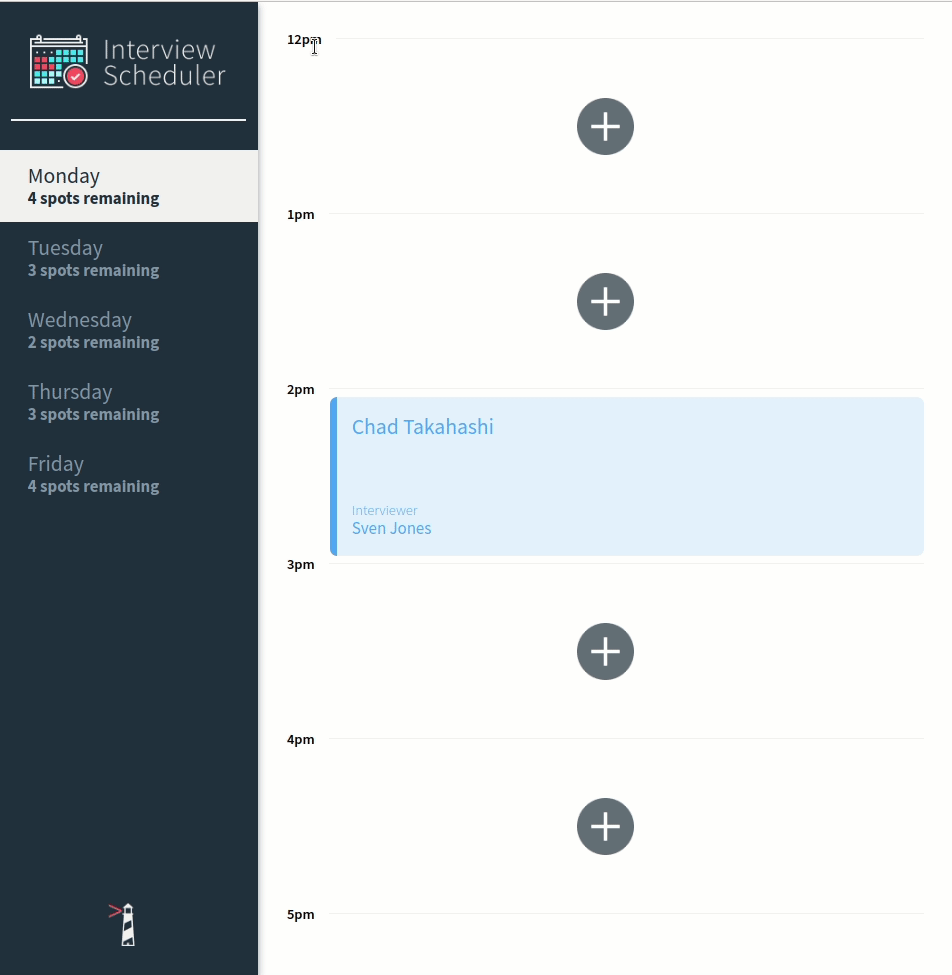 Interview
Scheduler
Monday
4 spots remaining
Tuesday
3 spots remaining
Wednesday
2 spots remaining
Thursday
3 spots remaining
Friday
4 spots remaining
12pm
1pm
2pm
Chad Takahashi
Interviewer
Sven Jones
3pm
4pm
5pm